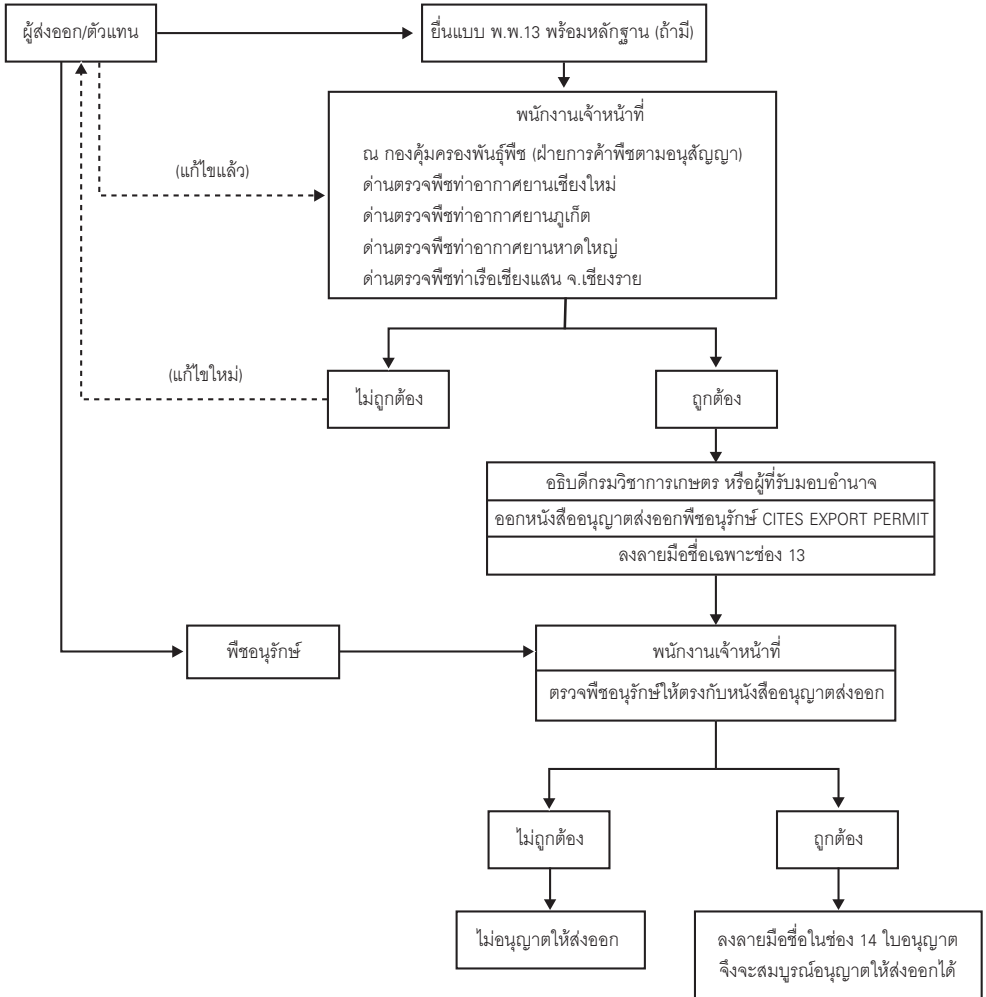 ผู้ส่งออก/ตัวแทน
ยื่นแบบ พ.พ.13 พร้อมหลักฐาน (ถ้ามี)
พนักงานเจ้าหน้าที่
ณ กองคุ้มครองพันธุ์พืช (ฝ่ายการค้าพืชตามอนุสัญญา)
ด่านตรวจพืชท่าอากาศยานเชียงใหม่
ด่านตรวจพืชท่าอากาศยานภูเก็ต
ด่านตรวจพืชท่าอากาศยานหาดใหญ่
ด่านตรวจพืชท่าเรือเชียงแสน จ.เชียงราย
(แก้ไขแล้ว)
(แก้ไขใหม่)
ไม่ถูกต้อง
ถูกต้อง
อธิบดีกรมวิชาการเกษตร หรือผู้ที่รับมอบอำนาจ
ออกหนังสืออนุญาตส่งออกพืชอนุรักษ์ CITES EXPORT PERMIT
ลงลายมือชื่อเฉพาะช่อง 13
พืชอนุรักษ์
พนักงานเจ้าหน้าที่
ตรวจพืชอนุรักษ์ให้ตรงกับหนังสืออนุญาตส่งออก
ไม่ถูกต้อง
ถูกต้อง
ไม่อนุญาตให้ส่งออก
ลงลายมือชื่อในช่อง 14 ใบอนุญาต
จึงจะสมบูรณ์อนุญาตให้ส่งออกได้